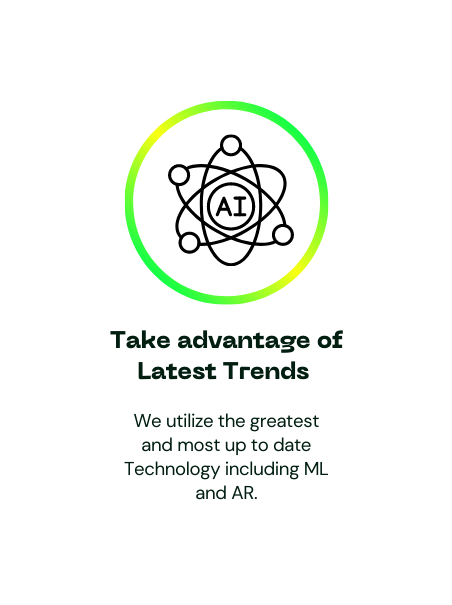 AI
Take advantage of
Latest Trends
We utilize the greatest
and most up to date
Technology including ML
and AR.